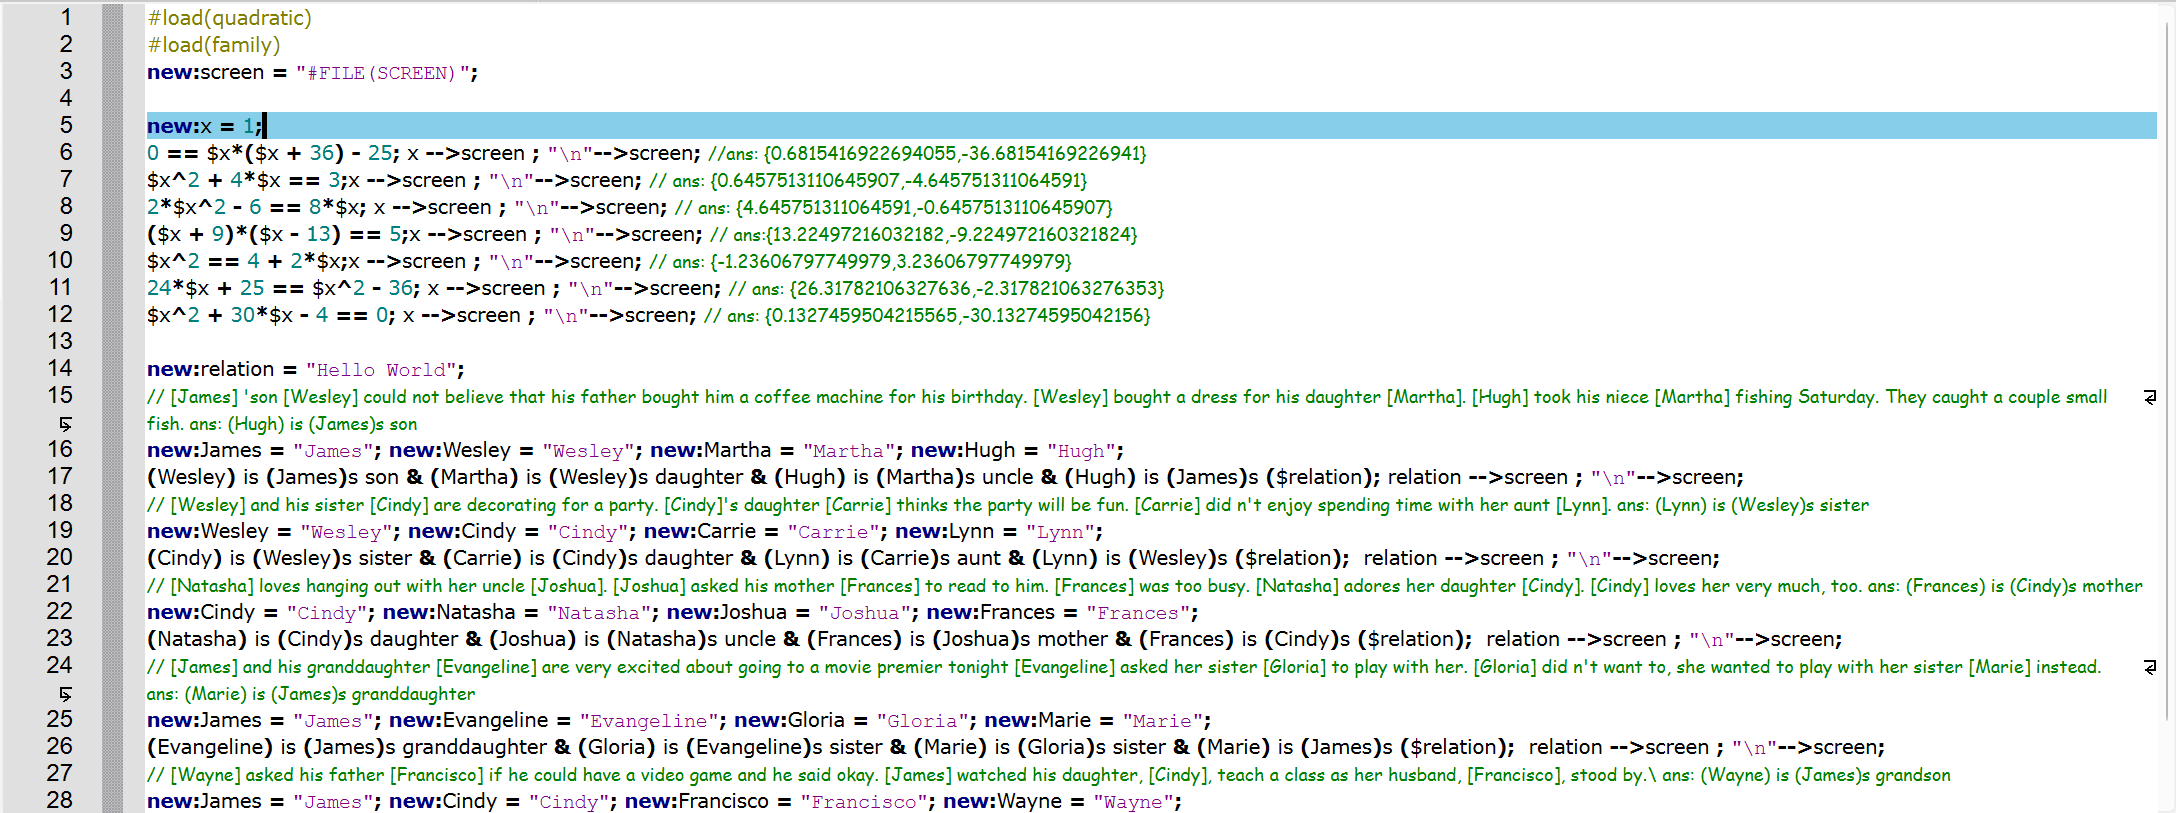 1 #load(quadratic)
2 #load(family)
3 new:screen = "#FILE(SCREEN)";
4
5 new:x = 1;
6 0 == $x*($x + 36) - 25; x -->screen ; "\n"-->screen; //ans: {0.6815416922694055,-36.68154169226941}
7 $x^2 + 4*$x == 3;x -->screen ; "\n"-->screen; // ans: {0.6457513110645907,-4.645751311064591}
8 2*$x^2 - 6 == 8*$x; x -->screen ; "\n"-->screen; // ans: {4.645751311064591,-0.6457513110645907}
9 ($x + 9)*($x - 13) == 5;x -->screen ; "\n"-->screen; // ans:{13.22497216032182,-9.224972160321824}
10 $x^2 == 4 + 2*$x;x -->screen ; "\n"-->screen; // ans: {-1.23606797749979,3.23606797749979}
11 24*$x + 25 == $x^2 - 36; x -->screen ; "\n"-->screen; // ans: {26.31782106327636,-2.317821063276353}
12 $x^2 + 30*$x - 4 == 0; x -->screen ; "\n"-->screen; // ans: {0.1327459504215565,-30.13274595042156}
13
14 new:relation = "Hello World";
15 // [James] 'son [Wesley] could not believe that his father bought him a coffee machine for his birthday. [Wesley] bought a dress for his daughter [Martha]. [Hugh] took his niece [Martha] fishing Saturday. They caught a couple small
fish. ans: (Hugh) is (James)s son
16 new:James = "James"; new:Wesley = "Wesley"; new:Martha = "Martha"; new:Hugh = "Hugh";
17 (Wesley) is (James)s son & (Martha) is (Wesley)s daughter & (Hugh) is (Martha)s uncle & (Hugh) is (James)s ($relation); relation -->screen ; "\n"-->screen;
18 // [Wesley] and his sister [Cindy] are decorating for a party. [Cindy]'s daughter [Carrie] thinks the party will be fun. [Carrie] did n't enjoy spending time with her aunt [Lynn]. ans: (Lynn) is (Wesley)s sister
19 new:Wesley = "Wesley"; new:Cindy = "Cindy"; new:Carrie = "Carrie"; new:Lynn = "Lynn";
20 (Cindy) is (Wesley)s sister & (Carrie) is (Cindy)s daughter & (Lynn) is (Carrie)s aunt & (Lynn) is (Wesley)s ($relation);  relation -->screen ; "\n"-->screen;
21 // [Natasha] loves hanging out with her uncle [Joshua]. [Joshua] asked his mother [Frances] to read to him. [Frances] was too busy. [Natasha] adores her daughter [Cindy]. [Cindy] loves her very much, too. ans: (Frances) is (Cindy)s mother
22 new:Cindy = "Cindy"; new:Natasha = "Natasha"; new:Joshua = "Joshua"; new:Frances = "Frances";
23 (Natasha) is (Cindy)s daughter & (Joshua) is (Natasha)s uncle & (Frances) is (Joshua)s mother & (Frances) is (Cindy)s ($relation);  relation -->screen ; "\n"-->screen;
24 // [James] and his granddaughter [Evangeline] are very excited about going to a movie premier tonight [Evangeline] asked her sister [Gloria] to play with her. [Gloria] did n't want to, she wanted to play with her sister [Marie] instead.
ans: (Marie) is (James)s granddaughter
25 new:James = "James"; new:Evangeline = "Evangeline"; new:Gloria = "Gloria"; new:Marie = "Marie";
26 (Evangeline) is (James)s granddaughter & (Gloria) is (Evangeline)s sister & (Marie) is (Gloria)s sister & (Marie) is (James)s ($relation);  relation -->screen ; "\n"-->screen;
27 // [Wayne] asked his father [Francisco] if he could have a video game and he said okay. [James] watched his daughter, [Cindy], teach a class as her husband, [Francisco], stood by.\ ans: (Wayne) is (James)s grandson
28 new:James = "James"; new:Cindy = "Cindy"; new:Francisco = "Francisco"; new:Wayne = "Wayne";